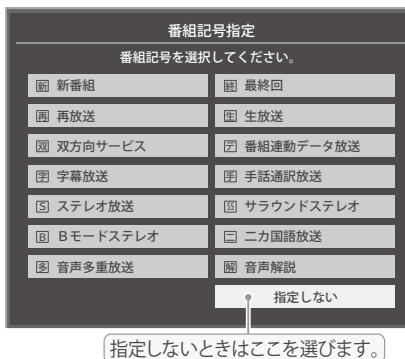 番組記号指定
番組記号を選択してください。
新 新番組
終 最終回
再 再放送
生 生放送
双 双方向サービス
デ 番組連動データ放送
字 字幕放送
手 手話通訳放送
S ステレオ放送
SS サラウンドステレオ
B Bモードステレオ
二 二カ国語放送
多 音声多重放送
解 音声解説
指定しない
指定しないときはここを選びます。